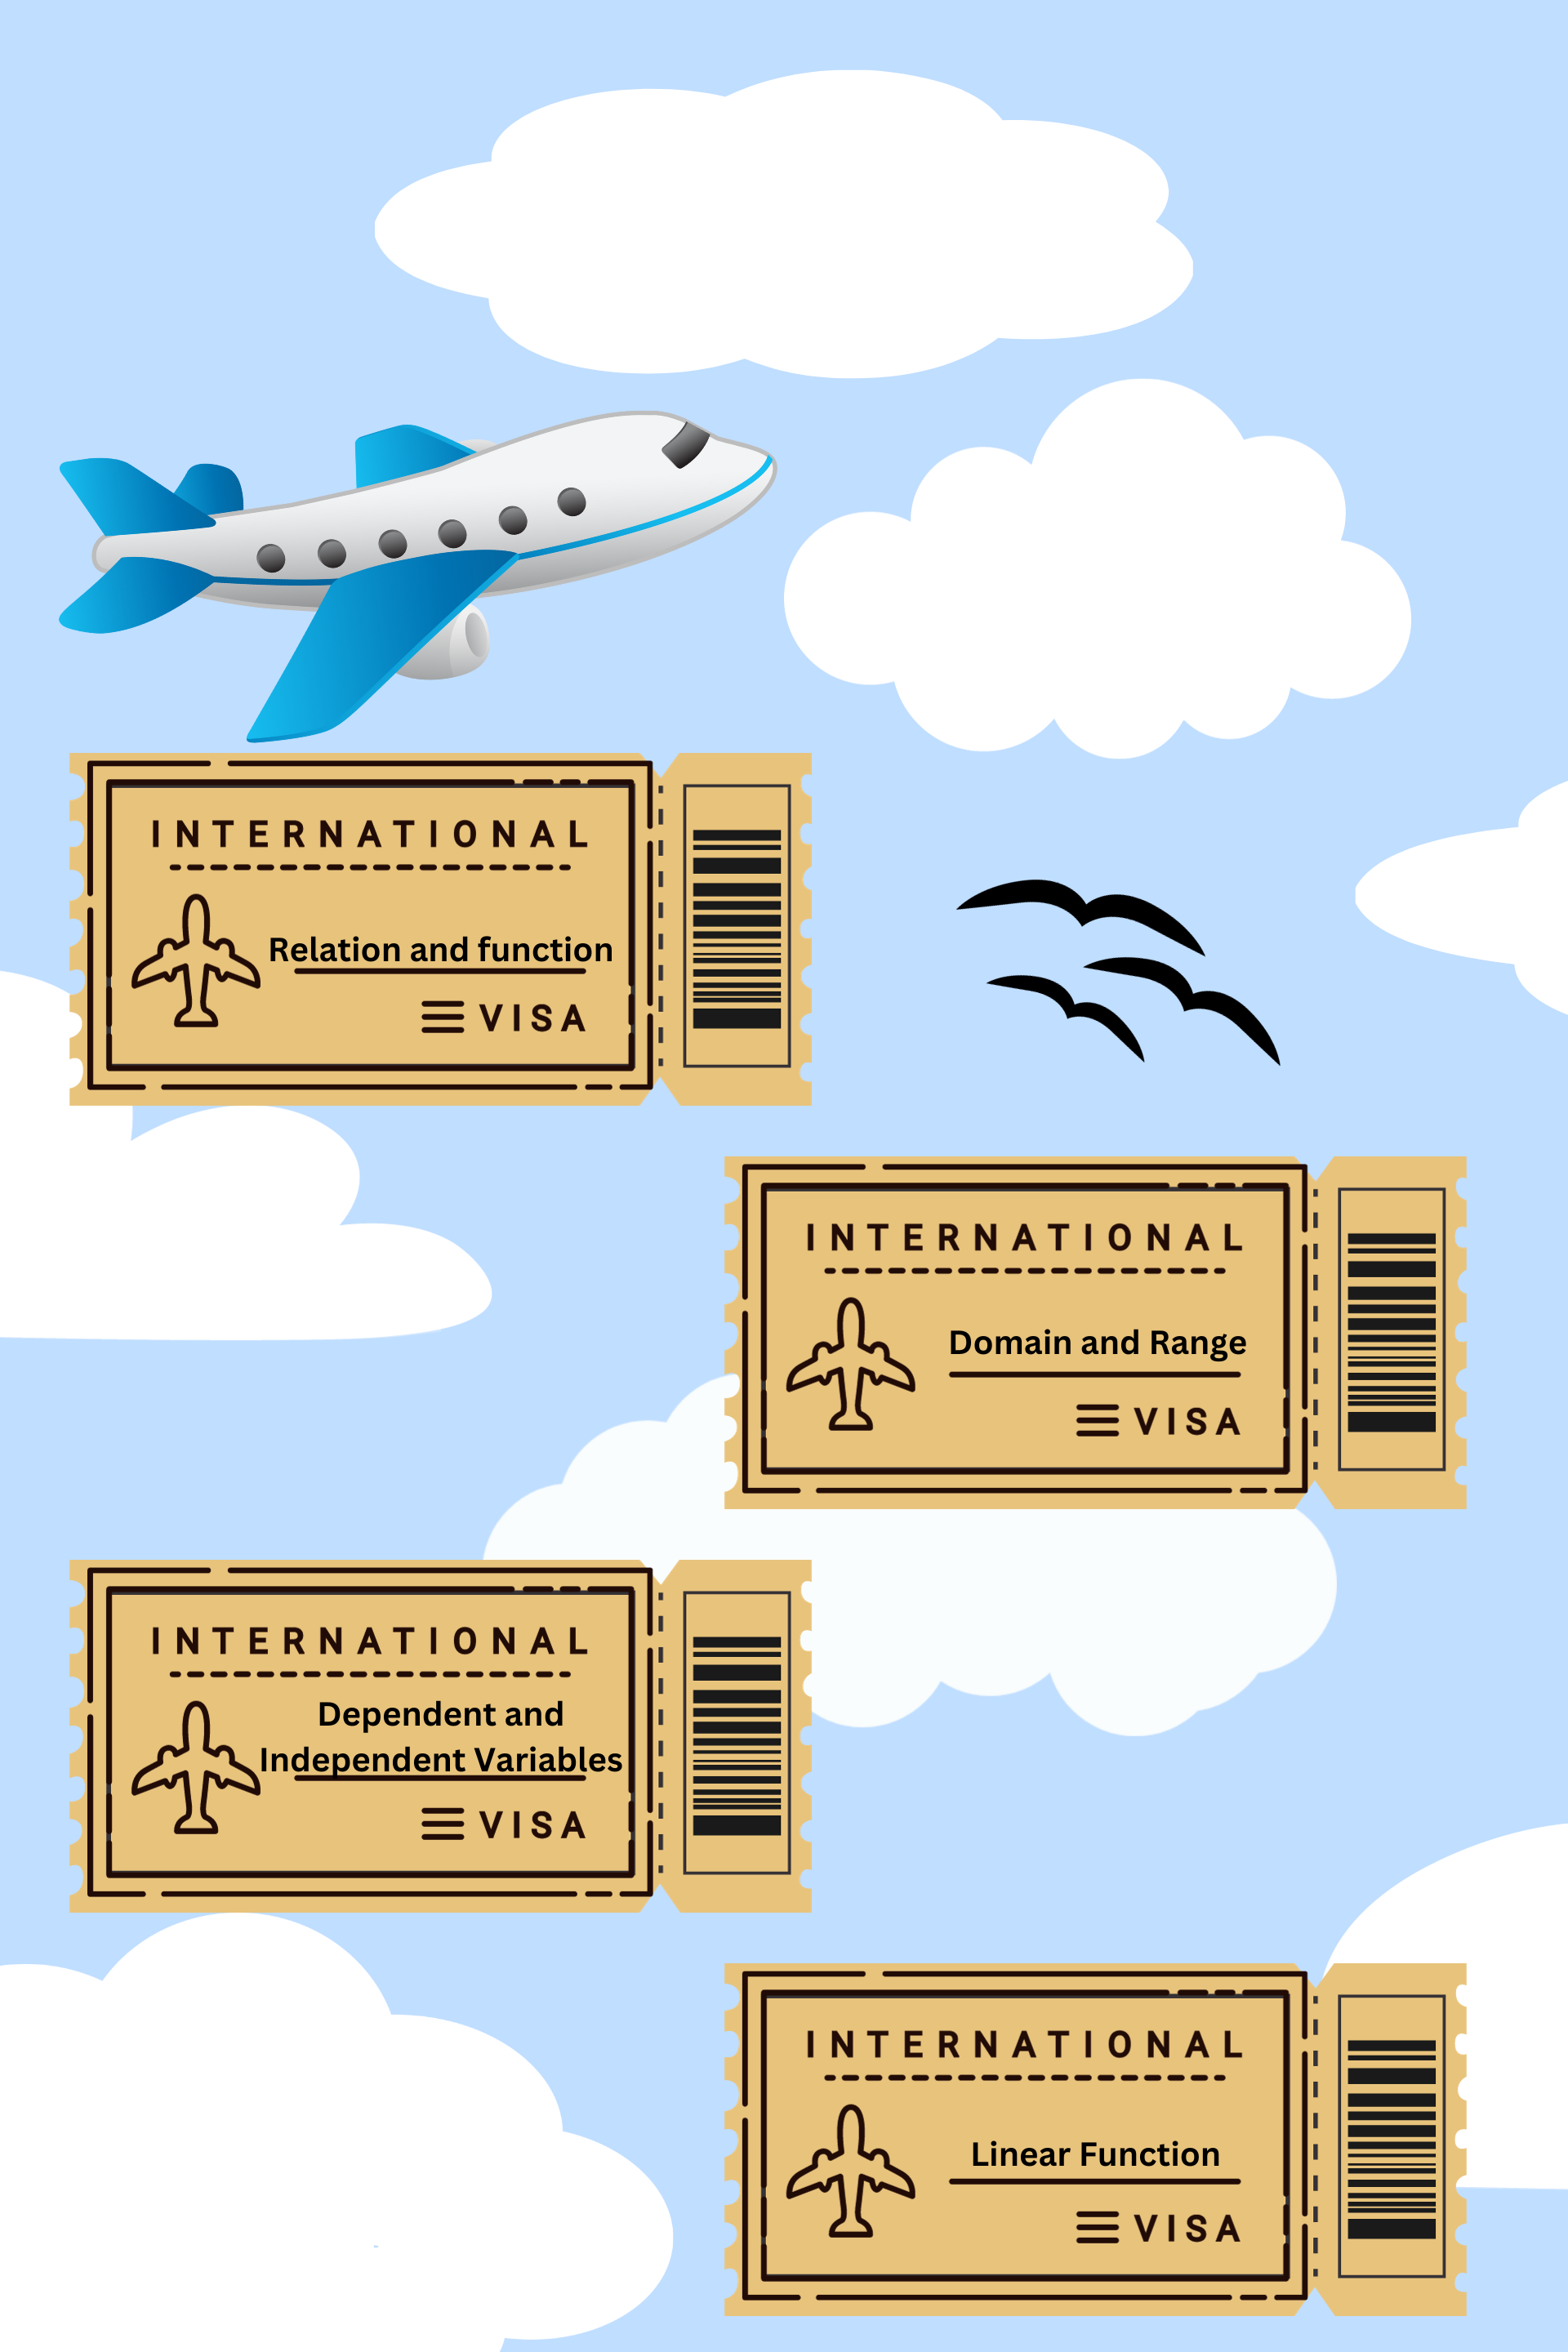 INTERNATIONAL
Relation and function
VISA
INTERNATIONAL
Domain and Range
VISA
INTERNATIONAL
Dependent and
Independent Variables
VISA
INTERNATIONAL
Linear Function
VISA